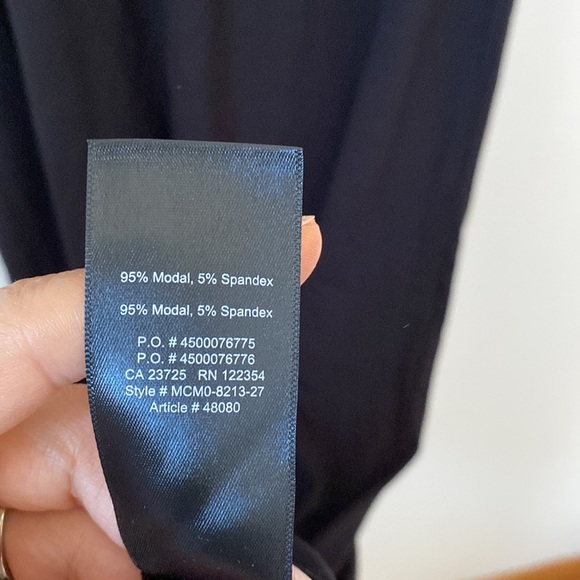 95% Modal, 5% Spandex
95% Modal, 5% Spandex
P.O. # 4500076775
P.O. # 4500076776
CA 23725 RN 122354
Style # MCM0-8213-27
Article # 48080